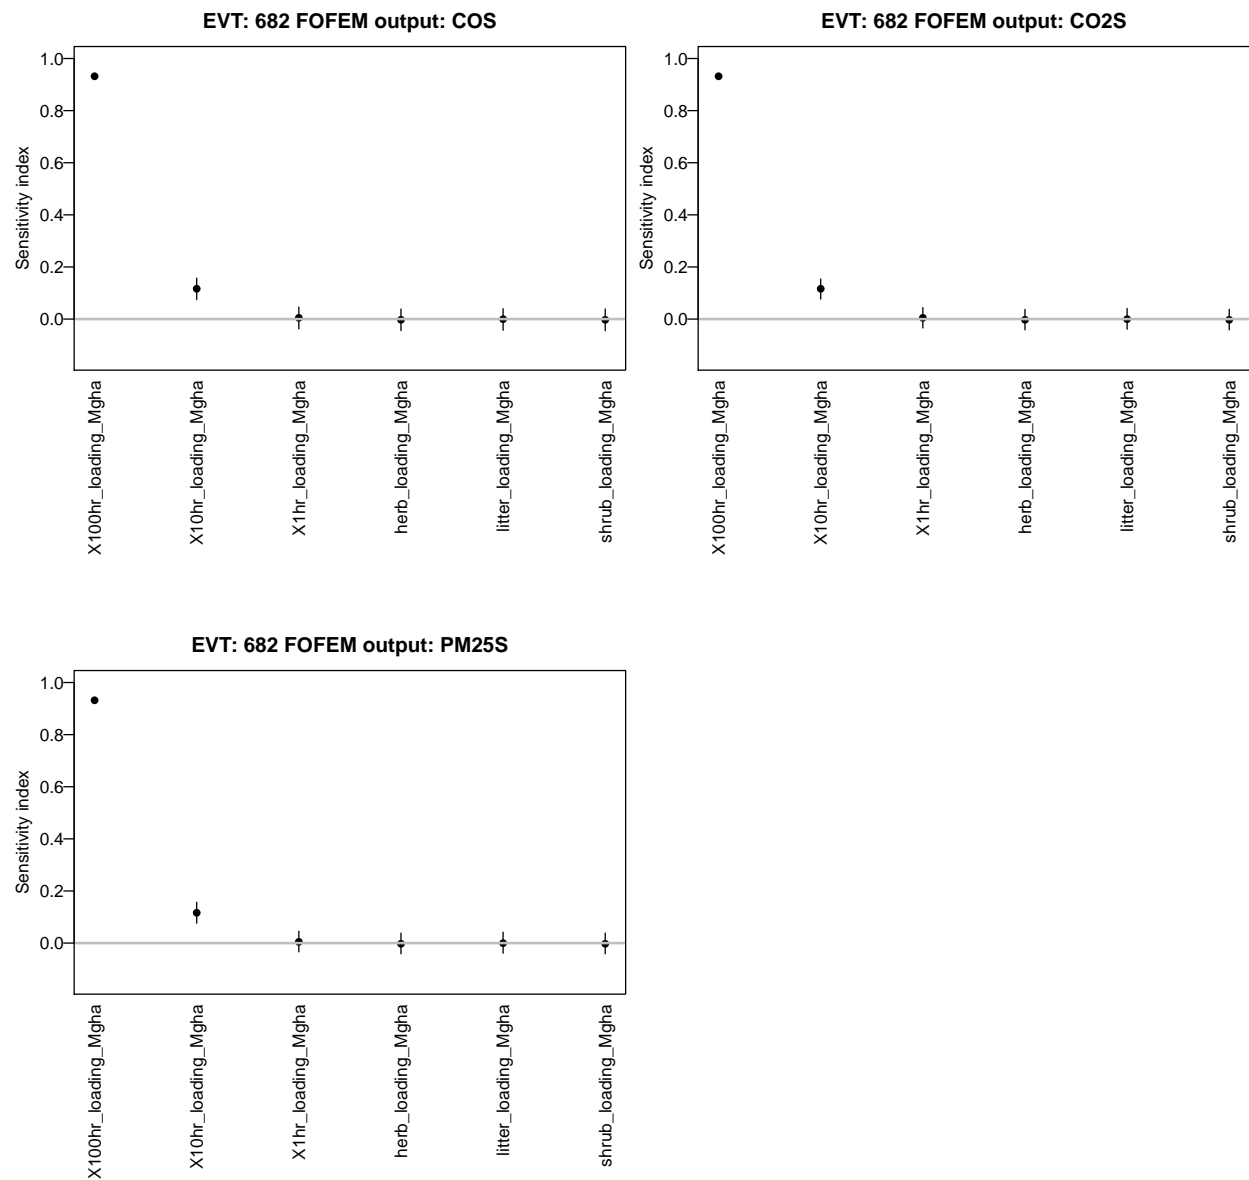 EVT: 682 FOFEM output: COS
Sensitivity index
1.0
0.8
0.6
0.4
0.2
0.0
X100hr_loading_Mgha
X10hr_loading_Mgha
X1hr_loading_Mgha
herb_loading_Mgha
litter_loading_Mgha
shrub_loading_Mgha
EVT: 682 FOFEM output: CO2S
Sensitivity index
1.0
0.8
0.6
0.4
0.2
0.0
X100hr_loading_Mgha
X10hr_loading_Mgha
X1hr_loading_Mgha
herb_loading_Mgha
litter_loading_Mgha
shrub_loading_Mgha
EVT: 682 FOFEM output: PM25S
Sensitivity index
1.0
0.8
0.6
0.4
0.2
0.0
X100hr_loading_Mgha
X10hr_loading_Mgha
X1hr_loading_Mgha
herb_loading_Mgha
litter_loading_Mgha
shrub_loading_Mgha